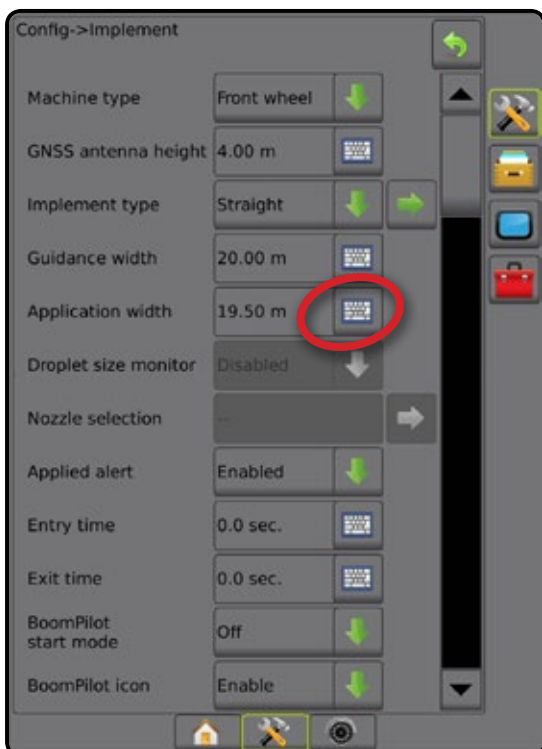 Config->Implement
Machine type Front wheel
GNSS antenna height 4.00 m
Implement type Straight
Guidance width 20.00 m
Application width 19.50 m
Droplet size monitor Disabled
Nozzle selection --
Applied alert Enabled
Entry time 0.0 sec.
Exit time 0.0 sec.
BoomPilot
start mode Off
BoomPilot icon Enable